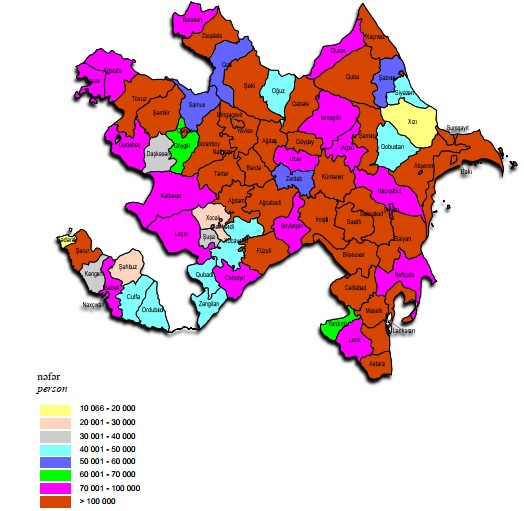 Balakən
Zaqatala
Xaçmaz
Qusar
Qax
Quba
Ağstafa
Şəki
Oğuz
Şabran
Siyəzən
Tovuz
Samux
Qəbələ
Xızı
Şəmkir
Mingəçevir
İsmayıllı
Sumqayıt
Gədəbəy
Goranboy
Yevlax
Ağdaş
Göyçay
Şamaxı
Qobustan
Daşkəsən
Göygöl
Ağsu
Abşeron
Bakı
Ucar
Bərdə
Zərdab
Kürdəmir
Tərtər
Hacıqabul
Kəlbəcər
Ağdam
Ağcabədi
Xocalı
İmişli
Saatlı
Sabirabad
Laçın
Şuşa
Xocavənd
Beyləqan
Salyan
Sədərək
Şərur
Füzuli
Biləsuvar
Şahbuz
Kəngərli
Qubadlı
Cəbrayıl
Neftçala
Cəlilabad
Babək
Naxçıvan
Culfa
Ordubad
Zəngilan
Masallı
Yardımlı
Lənkəran
Lerik
Astara
nəfər
person
10 066 - 20 000
20 001 - 30 000
30 001 - 40 000
40 001 - 50 000
50 001 - 60 000
60 001 - 70 000
70 001 - 100 000
> 100 000